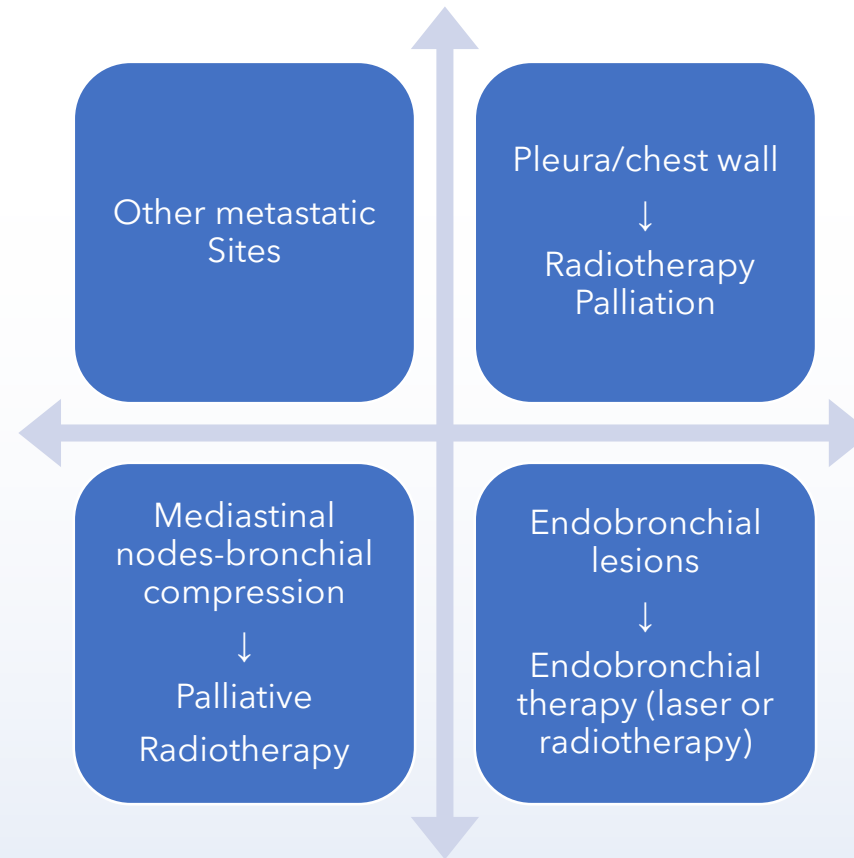 Other metastatic
Sites
Pleura/chest wall
↓
Radiotherapy
Palliation
Mediastinal
nodes-bronchial
compression
↓
Palliative
Radiotherapy
Endobronchial
lesions
↓
Endobronchial
therapy (laser or
radiotherapy)